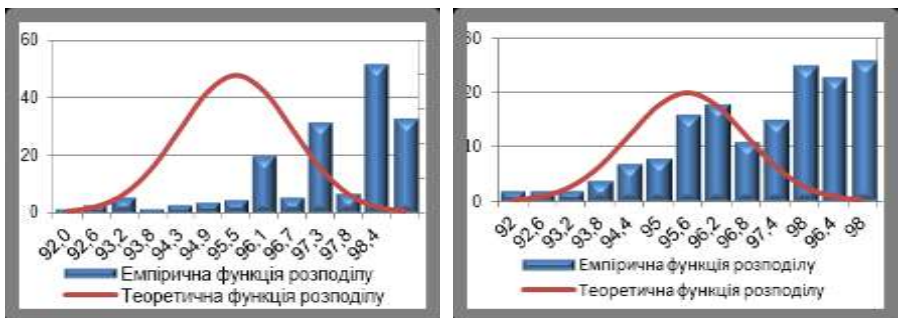 60
40
20
0
92,0 92,6 93,2 93,8 94,3 94,9 95,5 96,1 96,7 97,3 97,8 98,4
Емпірична функція розподілу
Теоретична функція розподілу
30
20
10
0
92 92,6 93,2 93,8 94,4 95 95,6 96,2 96,8 97,4 98 96,4 98
Емпірична функція розподілу
Теоретична функція розподілу